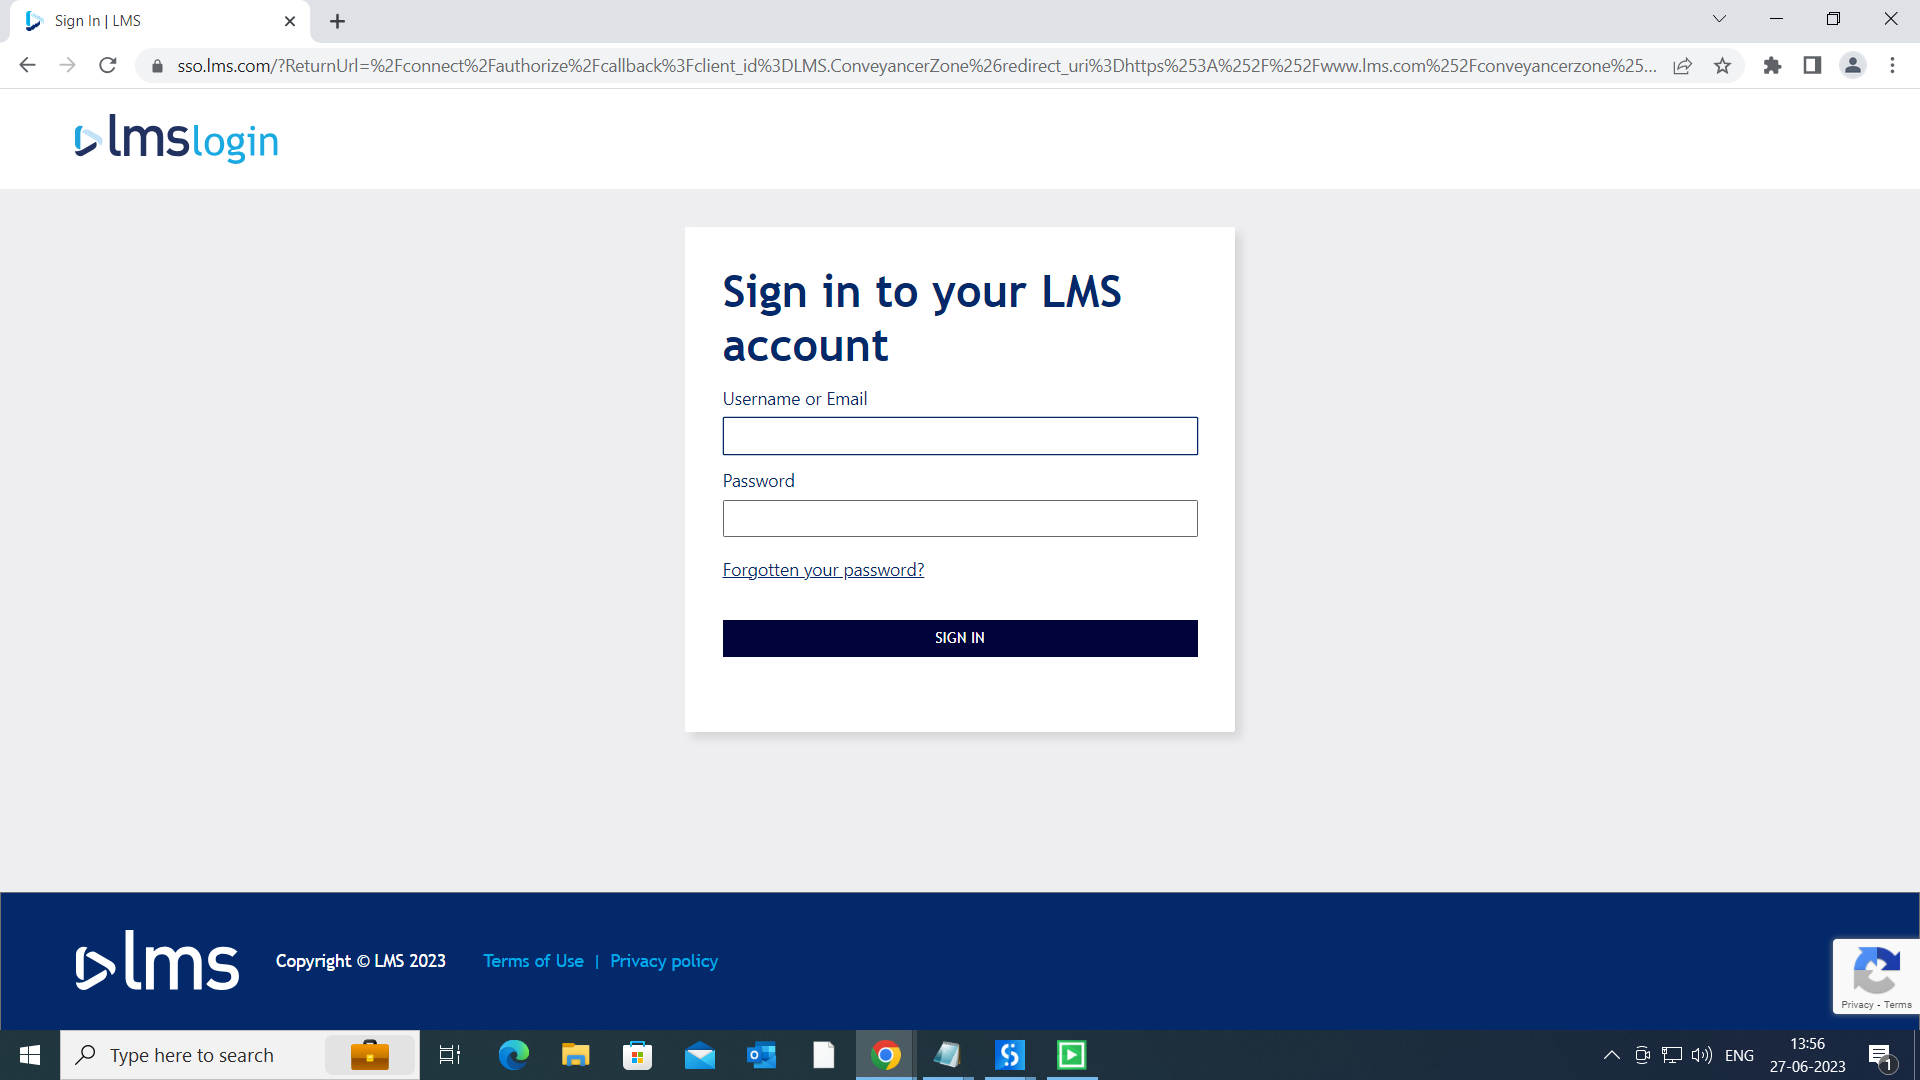 Sign In | LMS
sso.lms.com/?ReturnUrl=%2Fconnect%2Fauthorize%2Fcallback%3Fclient_id%3DLMS.ConveyancerZone%26redirect_uri%3Dhttps%253A%252F%252Fwww.lms.com%252Fconveyancerzone%25...
lmslogin
Sign in to your LMS
account
Username or Email
Password
Forgotten your password?
SIGN IN
lms
Copyright © LMS 2023
Terms of Use | Privacy policy
Privacy - Terms
Type here to search
ENG
13:56
27-06-2023
1